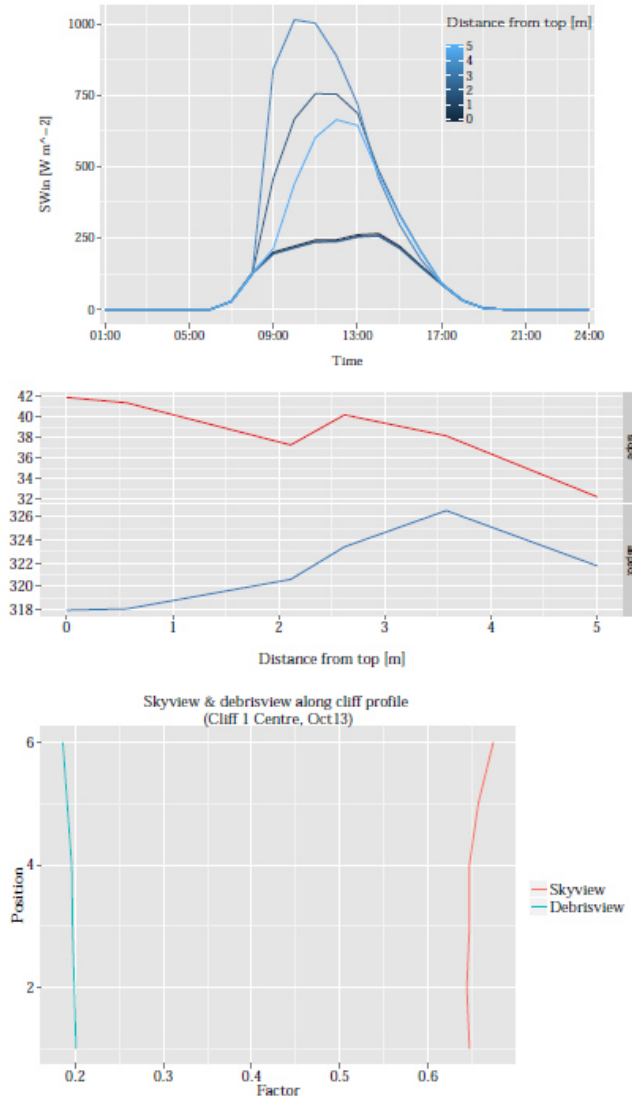 Distance from top [m]
5
4
3
2
1
0
1000
750
500
250
0
SWin [W m^−2]
01:00 05:00 09:00 13:00 17:00 21:00 24:00
Time
42
40
38
36
34
32
326
324
322
320
318
0 1 2 3 4 5
Distance from top [m]
Skyview & debrisview along cliff profile
(Cliff 1 Centre, Oct13)
6
4
2
Position
Skyview
Debrisview
0.2 0.3 0.4 0.5 0.6
Factor